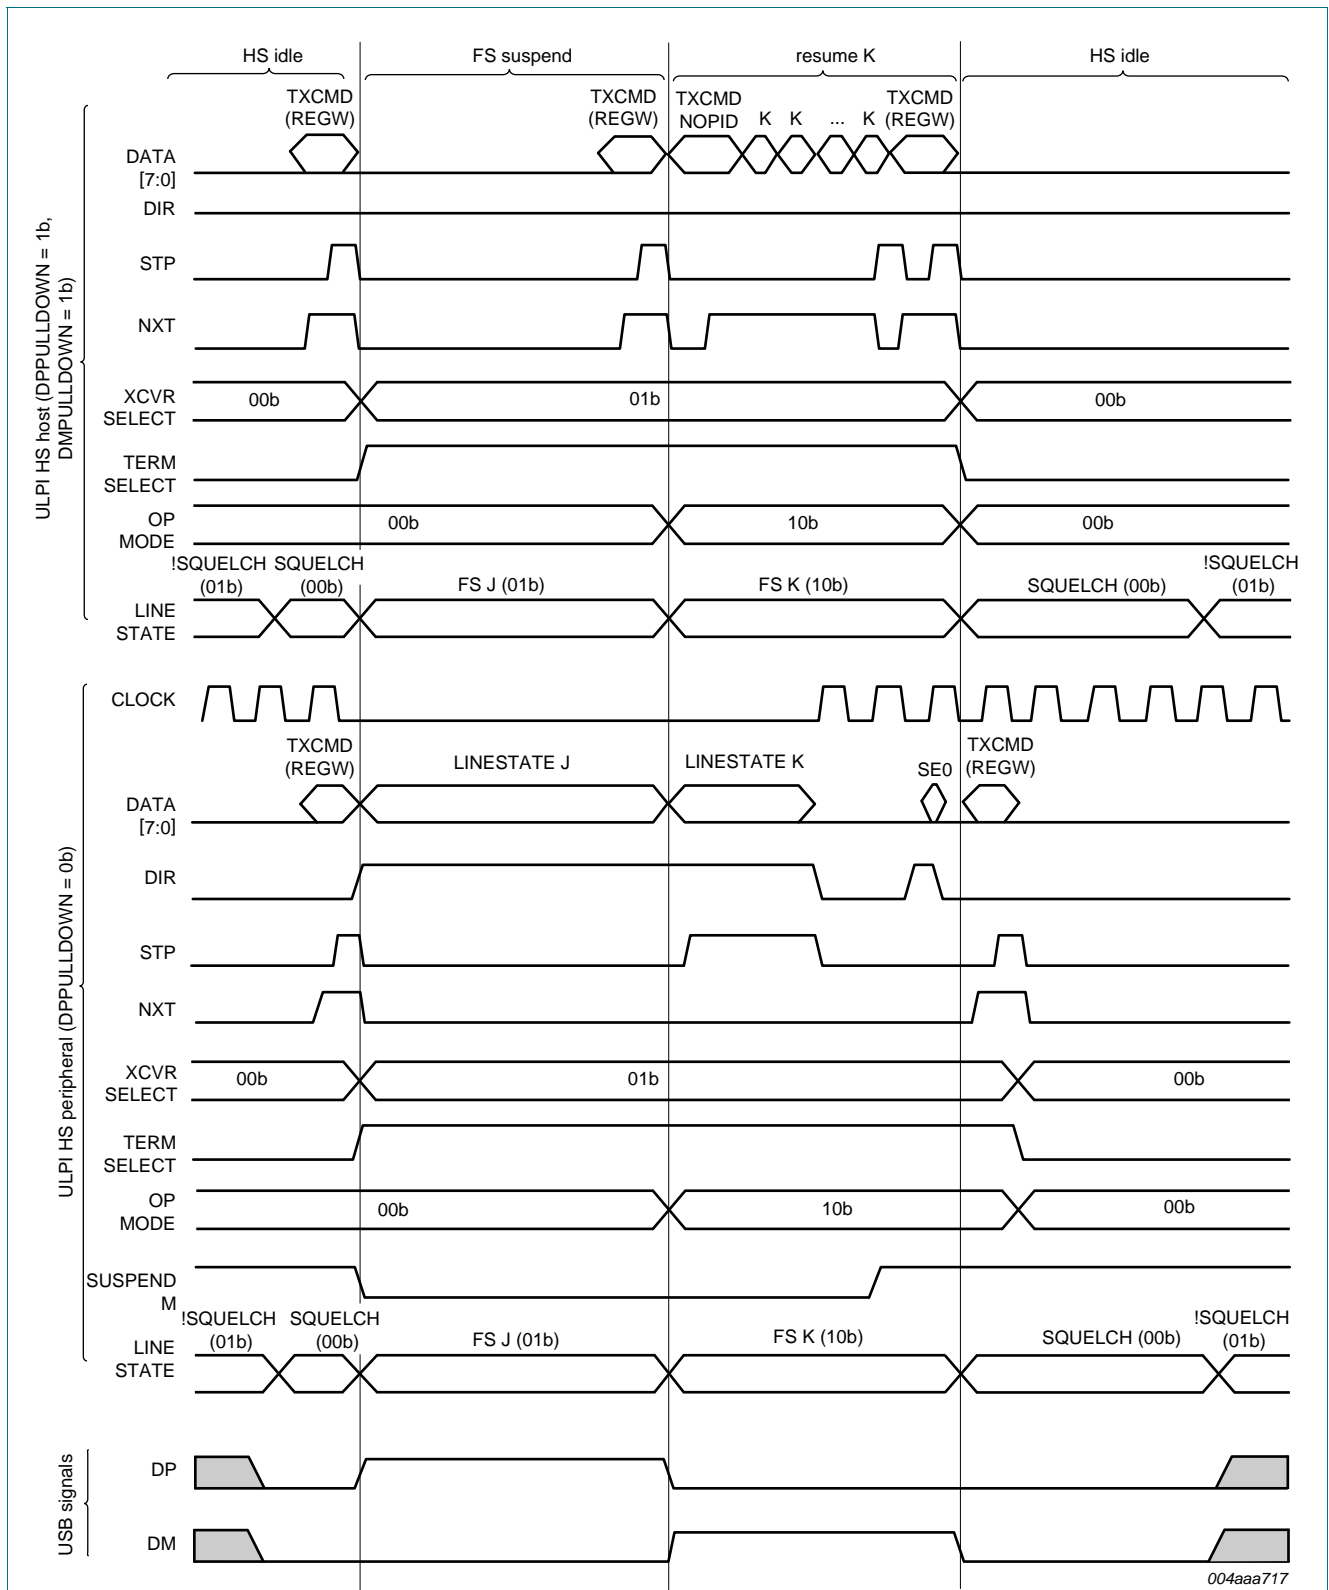 HS idle
FS suspend
resume K
HS idle
ULPI HS host (DPPULLDOWN = 1b,
DMPULLDOWN = 1b)
TXCMD
(REGW)
TXCMD
(REGW)
TXCMD
NOPID
K
K
...
K
TXCMD
(REGW)
DATA
[7:0]
DIR
STP
NXT
XCVR
SELECT
00b
01b
00b
TERM
SELECT
OP
MODE
00b
10b
00b
!SQUELCH
(01b)
SQUELCH
(00b)
FS J (01b)
FS K (10b)
SQUELCH (00b)
!SQUELCH
(01b)
LINE
STATE
ULPI HS peripheral (DPPULLDOWN = 0b)
CLOCK
TXCMD
(REGW)
LINESTATE J
LINESTATE K
SE0
TXCMD
(REGW)
DATA
[7:0]
DIR
STP
NXT
XCVR
SELECT
00b
01b
00b
TERM
SELECT
OP
MODE
00b
10b
00b
SUSPEND
M
!SQUELCH
(01b)
SQUELCH
(00b)
FS J (01b)
FS K (10b)
SQUELCH (00b)
!SQUELCH
(01b)
LINE
STATE
USB signals
DP
DM
004aaa717